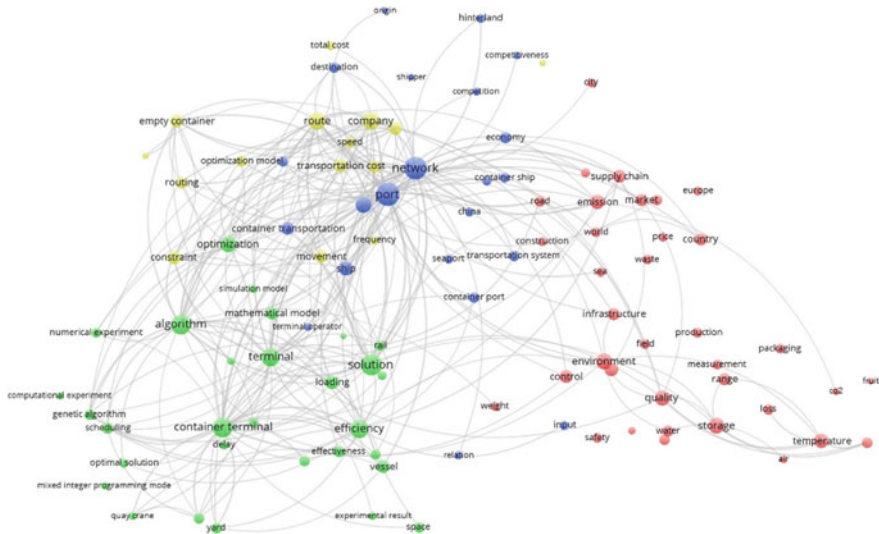 origin
hinterland
total cost
competitiveness
destination
shipper
city
competition
empty container
route
company
speed
economy
optimization model
transportation cost
network
supply chain
container ship
routing
port
europe
road
emission
market
china
container transportation
world
price
optimization
frequency
construction
country
seaport
transportation system
waste
constraint
movement
ship
sea
simulation model
container port
mathematical model
infrastructure
algorithm
terminal operator
numerical experiment
production
rail
field
packaging
terminal
solution
environment
measurement
loading
control
range
co2
fruit
computational experiment
quality
genetic algorithm
weight
loss
scheduling
container terminal
efficiency
input
storage
delay
safety
water
temperature
effectiveness
relation
air
optimal solution
vessel
mixed integer programming mode
quay crane
experimental result
yard
space